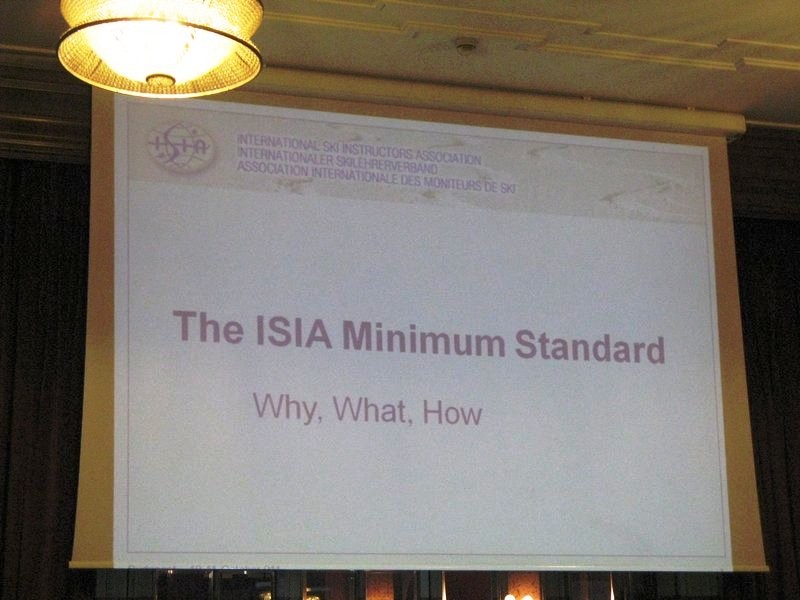 ISIA
INTERNATIONAL SKI INSTRUCTORS ASSOCIATION
INTERNATIONALER SKILEHRERVERBAND
ASSOCIATION INTERNATIONALE DES MONITEURS DE SKI
The ISIA Minimum Standard
Why, What, How